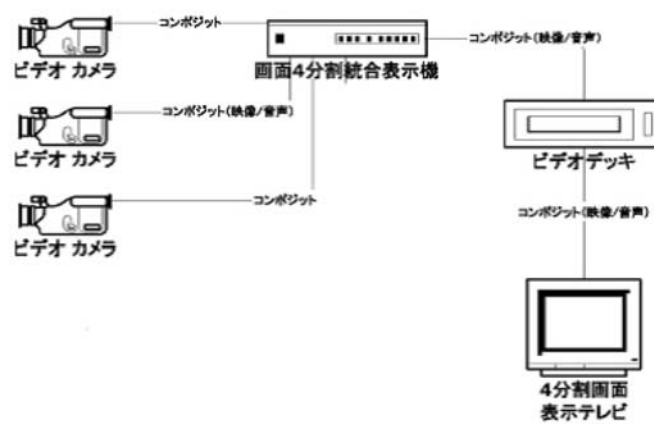 コンポジット
ビデオ カメラ
画面4分割統合表示機
コンポジット(映像/音声)
コンポジット(映像/音声)
ビデオ カメラ
ビデオデッキ
コンポジット
ビデオ カメラ
コンポジット(映像/音声)
4分割画面
表示テレビ